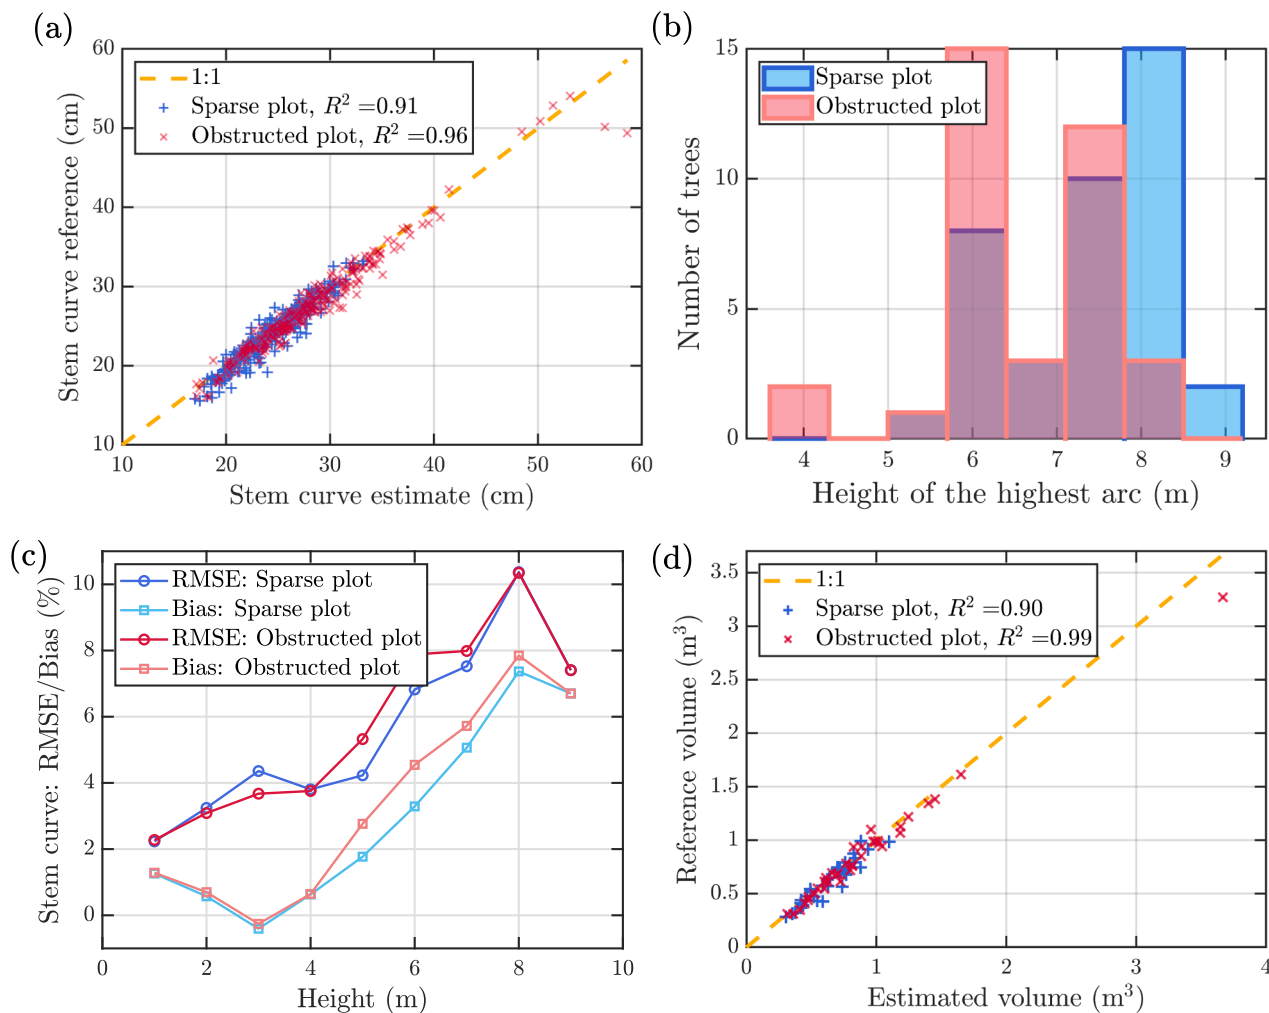 (a)
60
50
40
30
20
10
10
20
30
40
50
60
Stem curve reference (cm)
Stem curve estimate (cm)
1:1
Sparse plot, R² =0.91
Obstructed plot, R² =0.96
(b)
15
10
5
0
4
5
6
7
8
9
Number of trees
Height of the highest arc (m)
Sparse plot
Obstructed plot
(c)
10
8
6
4
2
0
0
2
4
6
8
10
Stem curve: RMSE/Bias (%)
Height (m)
RMSE: Sparse plot
Bias: Sparse plot
RMSE: Obstructed plot
Bias: Obstructed plot
(d)
3.5
3
2.5
2
1.5
1
0.5
0
0
1
2
3
4
Reference volume (m³)
Estimated volume (m³)
1:1
Sparse plot, R² =0.90
Obstructed plot, R² =0.99